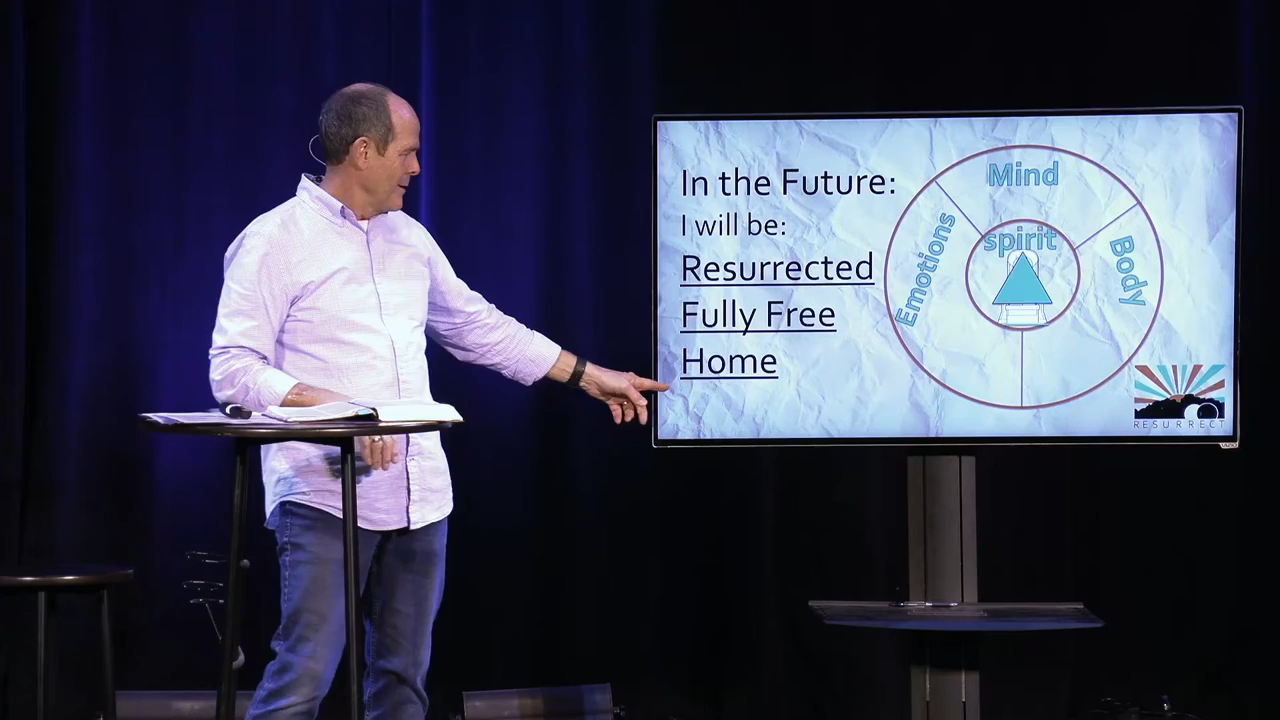 In the Future:
I will be:
Resurrected
Fully Free
Home
Mind
Emotions
spirit
Body
RESURRECT